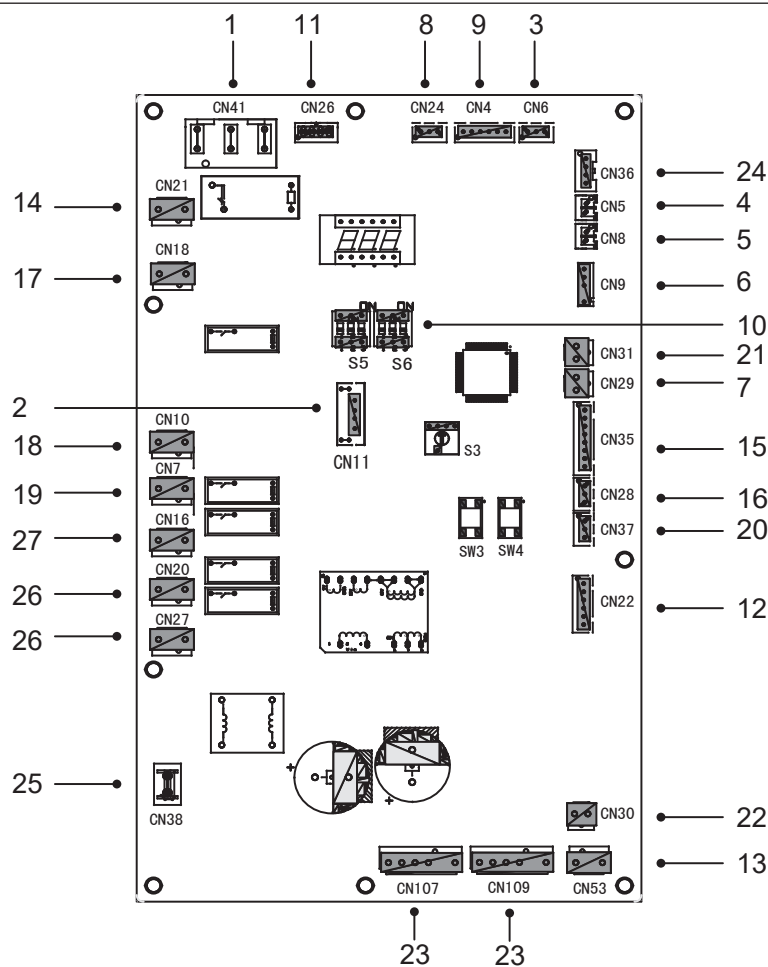 1 11 8 9 3
CN41 CN26 CN24 CN4 CN6
CN36 24
CN21 CN5 4
14 CN8 5
CN18
17 CN9 6
10
S5 S6 CN31 21
CN29 7
2
CN10 CN11 S3 CN35 15
18
CN7 CN28 16
19
CN16 CN37 20
27 SW3 SW4
CN20
26 CN22 12
CN27
26
25
CN38 CN30 22
13
CN107 CN109 CN53
23 23